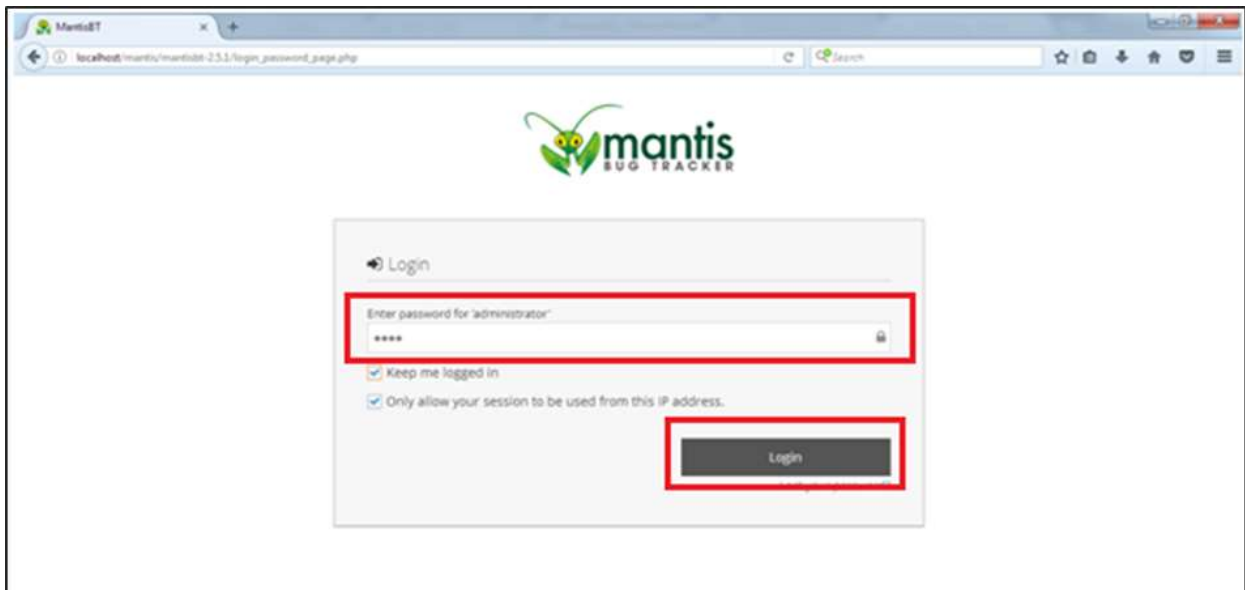 MantisBT
localhost/mantis/mantisbt-2.5.1/login_password_page.php
Search
mantis
BUG TRACKER
Login
Enter password for 'administrator'
Keep me logged in
Only allow your session to be used from this IP address.
Login